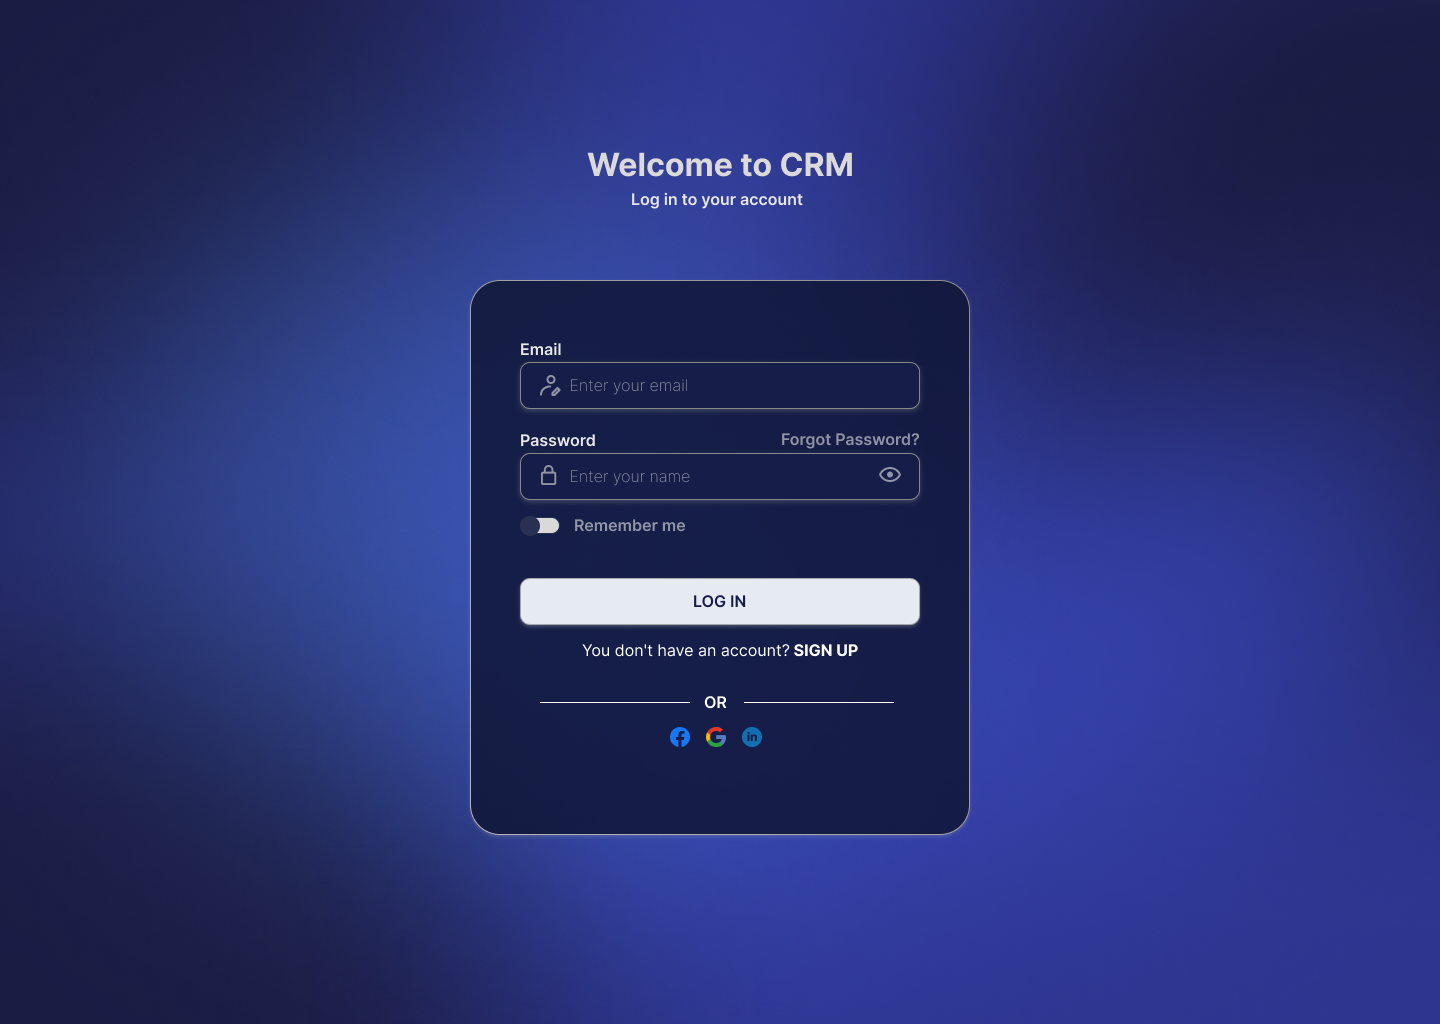 Welcome to CRM
Log in to your account
Email
Enter your email
Password
Forgot Password?
Enter your name
Remember me
LOG IN
You don't have an account? SIGN UP
OR
in